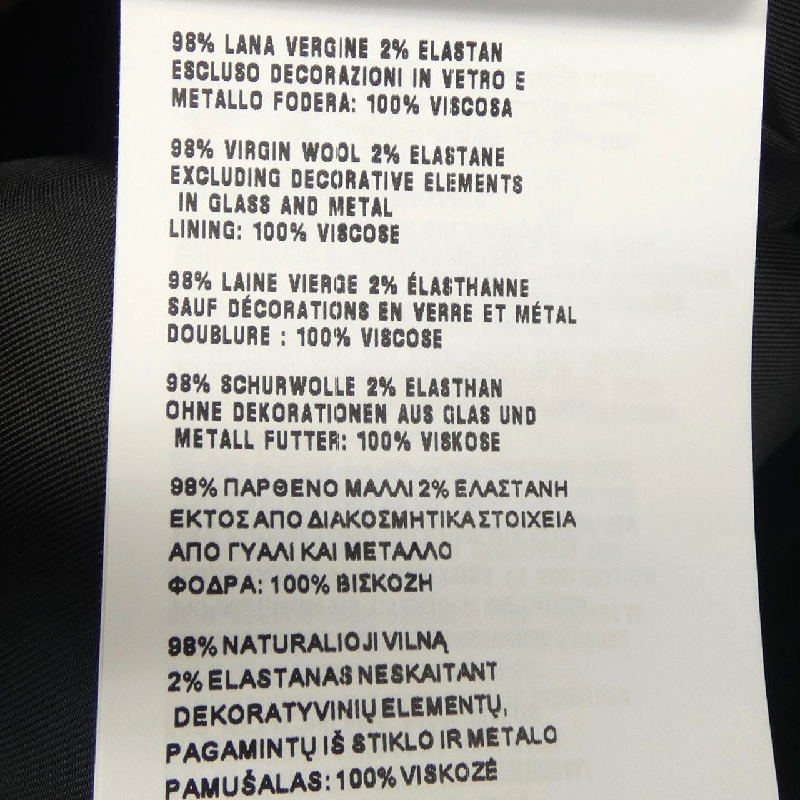 98% LANA VERGINE 2% ELASTAN
ESCLUSO DECORAZIONI IN VETRO E
METALLO FODERA: 100% VISCOSA
98% VIRGIN WOOL 2% ELASTANE
EXCLUDING DECORATIVE ELEMENTS
IN GLASS AND METAL
LINING: 100% VISCOSE
98% LAINE VIERGE 2% ÉLASTHANNE
SAUF DÉCORATIONS EN VERRE ET MÉTAL
DOUBLURE : 100% VISCOSE
98% SCHURWOLLE 2% ELASTHAN
OHNE DEKORATIONEN AUS GLAS UND
METALL FUTTER: 100% VISKOSE
98% ΠΑΡΘΕΝΟ ΜΑΛΛΙ 2% ΕΛΑΣΤΑΝΗ
ΕΚΤΟΣ ΑΠΟ ΔΙΑΚΟΣΜΗΤΙΚΑ ΣΤΟΙΧΕΙΑ
ΑΠΟ ΓΥΑΛΙ ΚΑΙ ΜΕΤΑΛΛΟ
ΦΟΔΡΑ: 100% ΒΙΣΚΟΖΗ
98% NATURALIOJI VILNĄ
2% ELASTANAS NESKAITANT
DEKORATYVINIŲ ELEMENTŲ,
PAGAMINTŲ IŠ STIKLO IR METALO
PAMUŠALAS: 100% VISKOZĖ